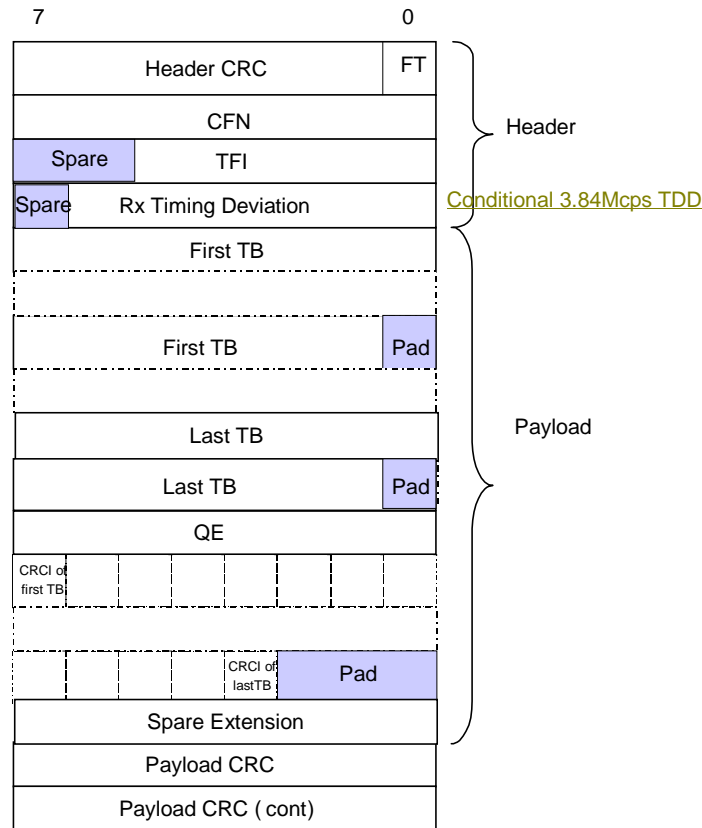 7 0
Header CRC FT
Header
CFN
Spare TFI
Spare Rx Timing Deviation Conditional 3.84Mcps TDD
First TB
First TB Pad
Payload
Last TB
Last TB Pad
QE
CRCI of
first TB
CRCI of
lastTB
Pad
Spare Extension
Payload CRC
Payload CRC ( cont)